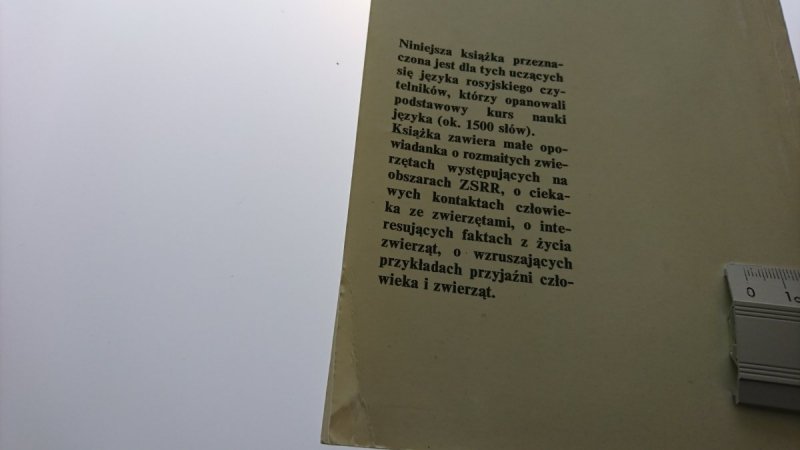 Niniejsza książka przezna-
czona jest dla tych uczących
się języka rosyjskiego czy-
telników, którzy opanowali
podstawowy kurs nauki
języka (ok. 1500 słów).
Książka zawiera małe opo-
wiadanka o rozmaitych zwie-
rzętach występujących na
obszarach ZSRR, o cieka-
wych kontaktach człowie-
ka ze zwierzętami, o inte-
resujących faktach z życia
zwierząt, o wzruszających
przykładach przyjaźni czło-
wieka i zwierząt.
0